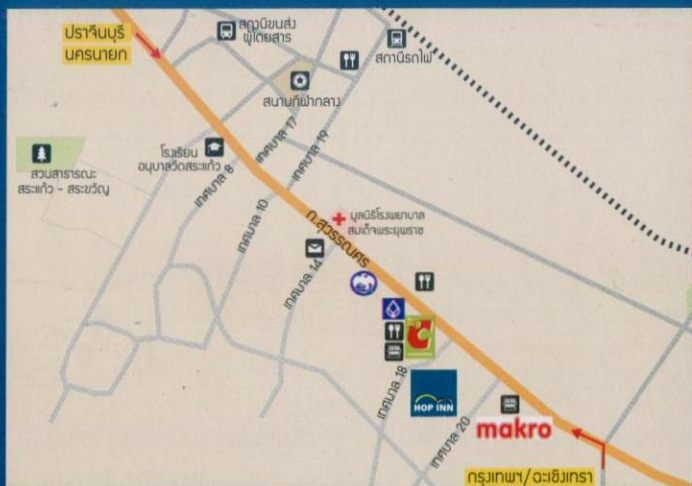 ปราจีนบุรี
นครนายก
สถานีขนส่ง
ผู้โดยสาร
สถานีรถไฟ
สนามกีฬากลาง
เทศบาล 17
เทศบาล 19
โรงเรียน
อนุบาลวัดสระแก้ว
เทศบาล 8
สวนสาธารณะ
สระแก้ว - สระขวัญ
เทศบาล 10
มูลนิธิโรงพยาบาล
สมเด็จพระยุพราช
ถ.สุวรรณศร
เทศบาล 14
C
เทศบาล 18
HOP INN
เทศบาล 20
makro
กรุงเทพฯ/ฉะเชิงเทรา